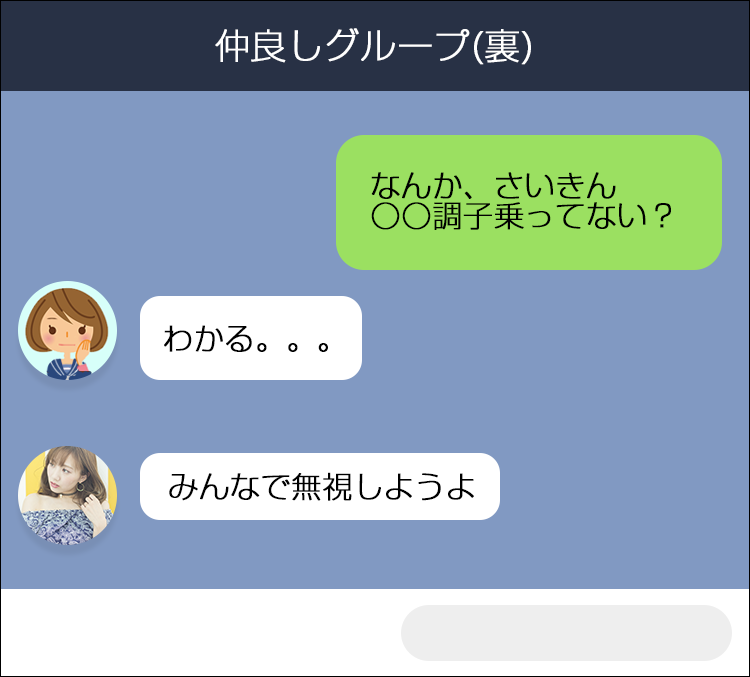 仲良しグループ(裏)
なんか、さいきん
〇〇調子乗ってない？
わかる。。。
みんなで無視しようよ